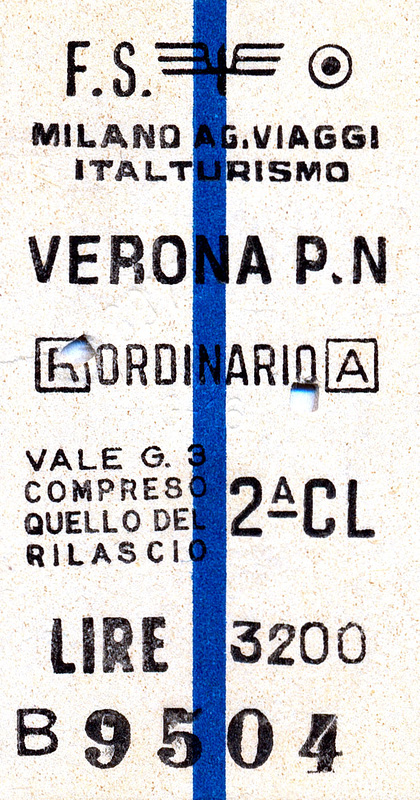 F.S.
MILANO AG.VIAGGI
ITALTURISMO
VERONA P.N
R ORDINARIO A
VALE G. 3
COMPRESO
QUELLO DEL
RILASCIO
2ᴬCL
LIRE 3200
B 9504